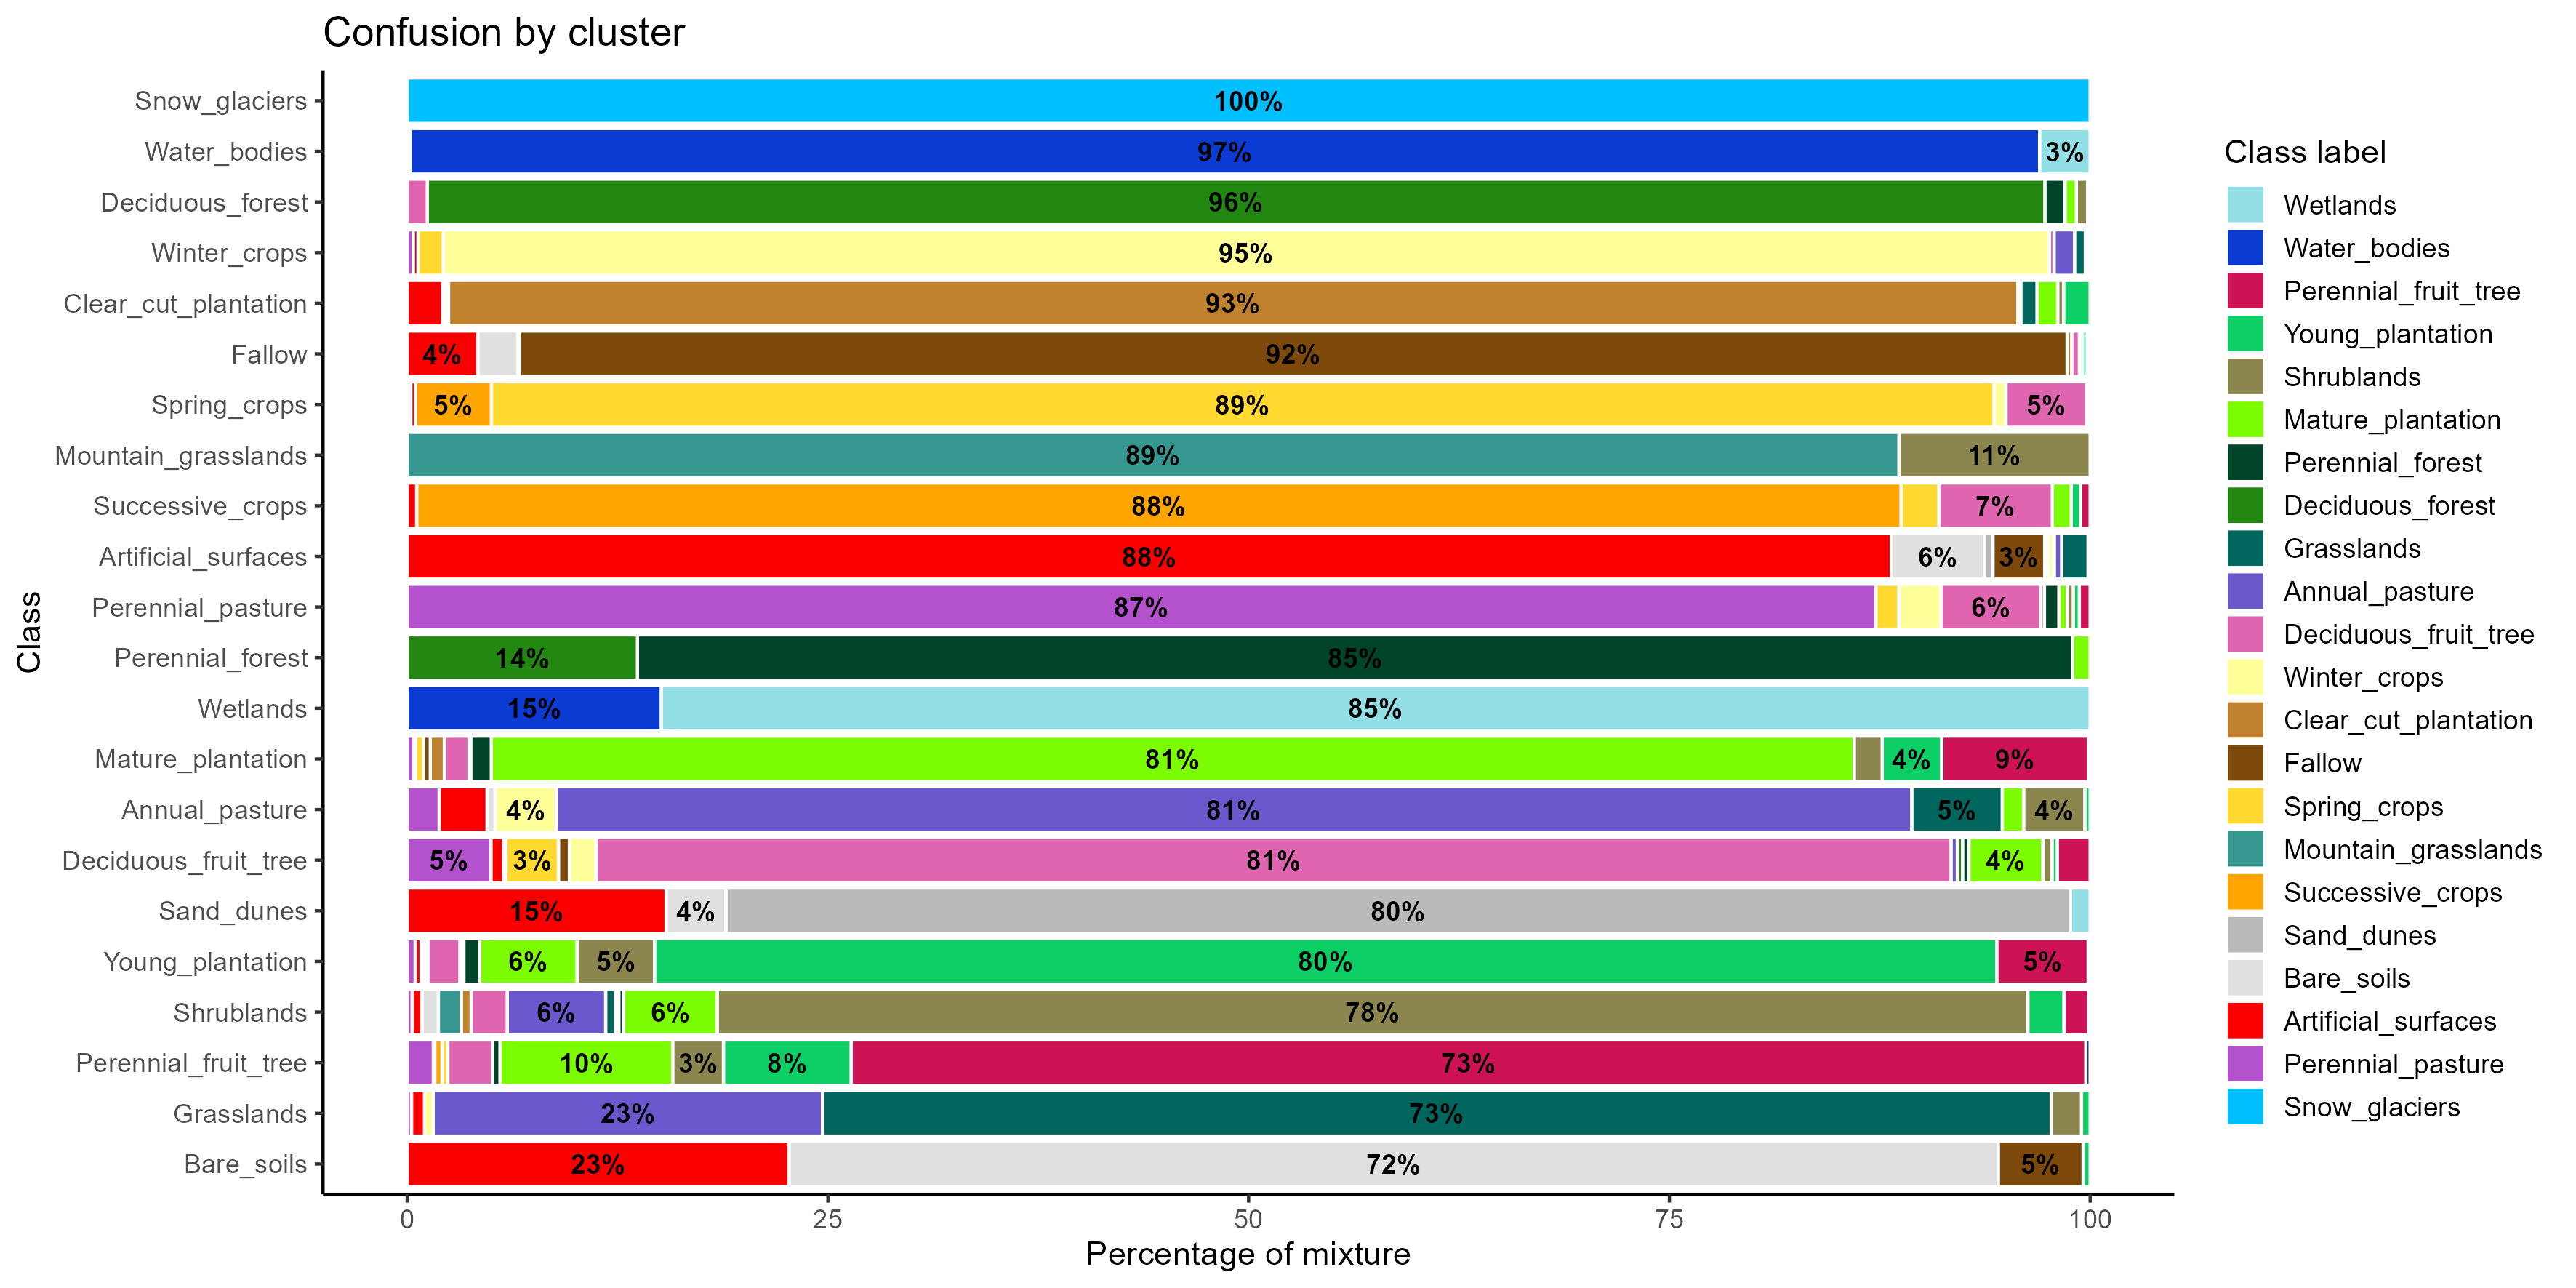 Confusion by cluster
Class
Snow_glaciers 100%
Water_bodies 97% 3%
Deciduous_forest 96%
Winter_crops 95%
Clear_cut_plantation 93%
Fallow 4% 92%
Spring_crops 5% 89% 5%
Mountain_grasslands 89% 11%
Successive_crops 88% 7%
Artificial_surfaces 88% 6% 3%
Perennial_pasture 87% 6%
Perennial_forest 14% 85%
Wetlands 15% 85%
Mature_plantation 81% 4% 9%
Annual_pasture 4% 81% 5% 4%
Deciduous_fruit_tree 5% 3% 81% 4%
Sand_dunes 15% 4% 80%
Young_plantation 6% 5% 80% 5%
Shrublands 6% 6% 78%
Perennial_fruit_tree 10% 3% 8% 73%
Grasslands 23% 73%
Bare_soils 23% 72% 5%
0 25 50 75 100
Percentage of mixture
Class label
Wetlands
Water_bodies
Perennial_fruit_tree
Young_plantation
Shrublands
Mature_plantation
Perennial_forest
Deciduous_forest
Grasslands
Annual_pasture
Deciduous_fruit_tree
Winter_crops
Clear_cut_plantation
Fallow
Spring_crops
Mountain_grasslands
Successive_crops
Sand_dunes
Bare_soils
Artificial_surfaces
Perennial_pasture
Snow_glaciers